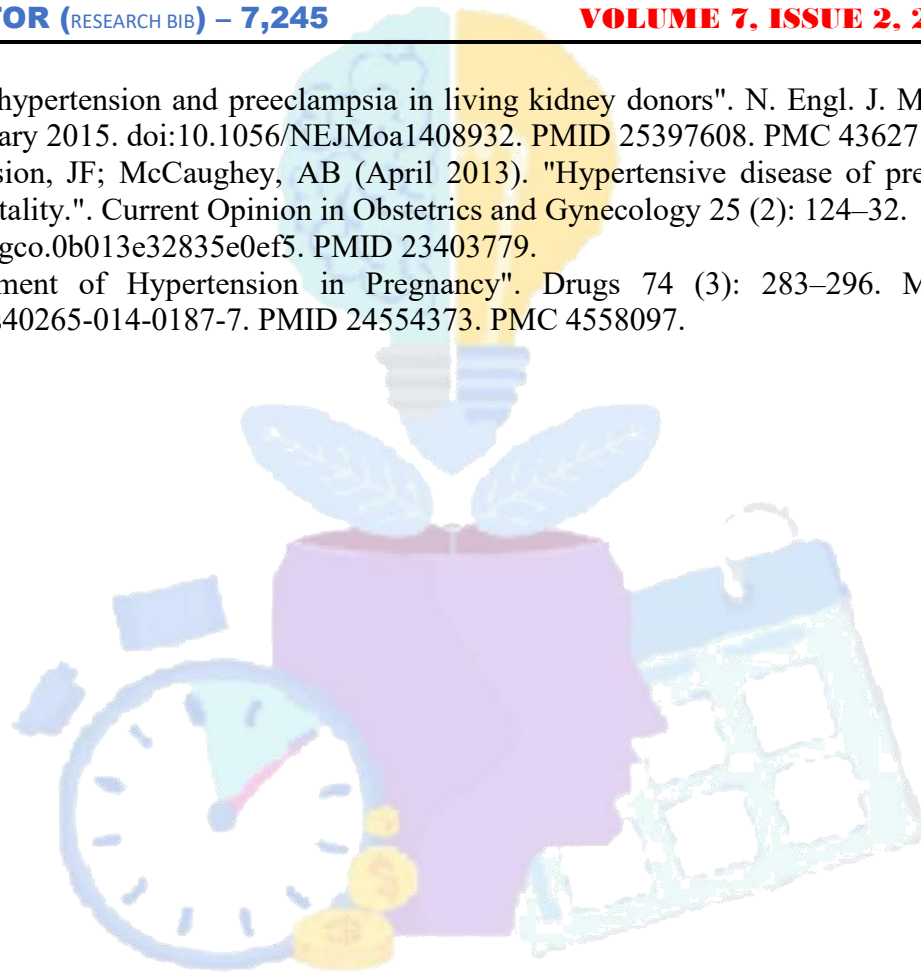 TOR (RESEARCH BIB) – 7,245 VOLUME 7, ISSUE 2, 2
hypertension and preeclampsia in living kidney donors". N. Engl. J. M
ary 2015. doi:10.1056/NEJMoa1408932. PMID 25397608. PMC 43627
sion, JF; McCaughey, AB (April 2013). "Hypertensive disease of pre
tality.". Current Opinion in Obstetrics and Gynecology 25 (2): 124–32.
gco.0b013e32835e0ef5. PMID 23403779.
ment of Hypertension in Pregnancy". Drugs 74 (3): 283–296. M
s40265-014-0187-7. PMID 24554373. PMC 4558097.